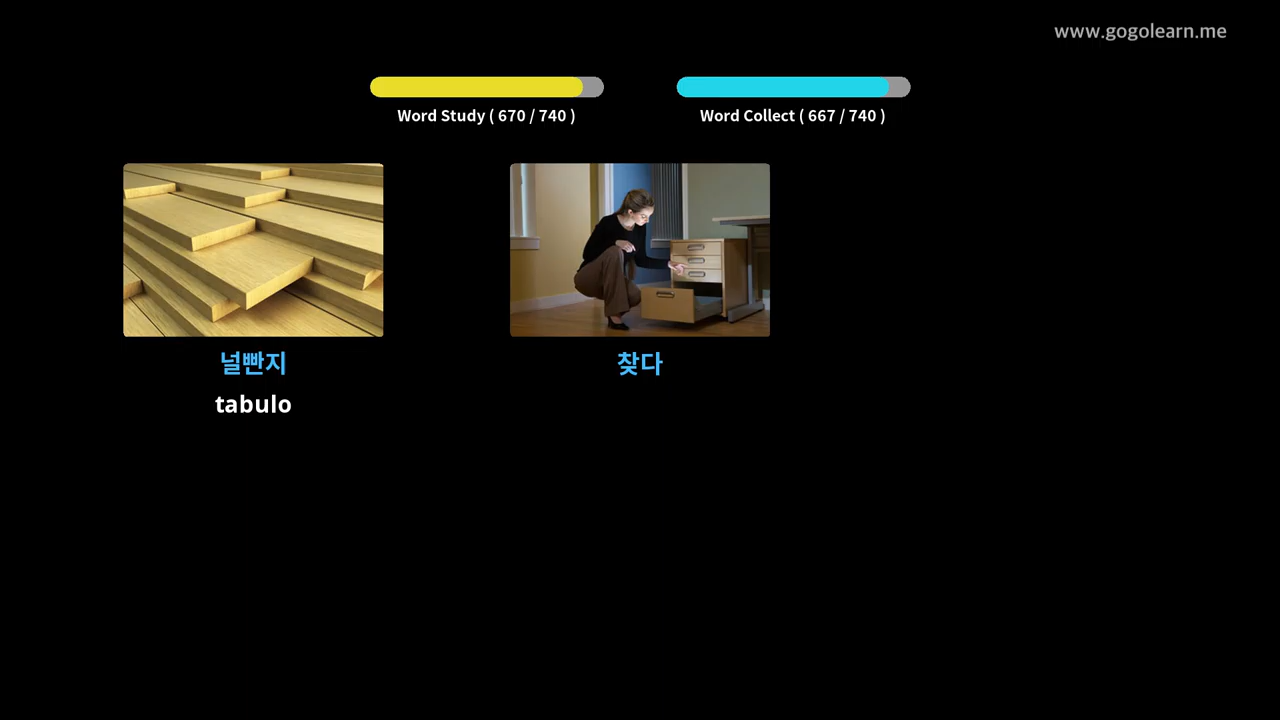 www.gogolearn.me
Word Study ( 670 / 740 )
Word Collect ( 667 / 740 )
널빤지
찾다
tabulo